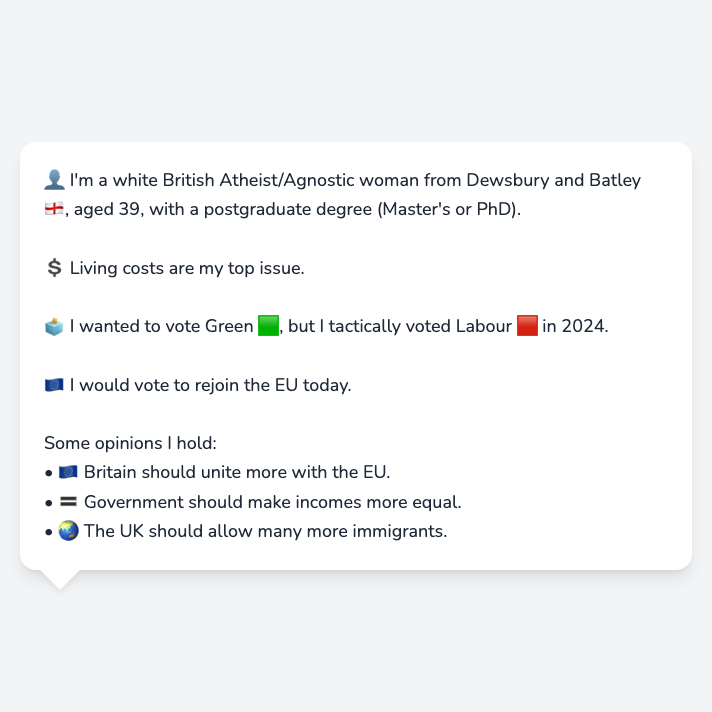 👤 I'm a white British Atheist/Agnostic woman from Dewsbury and Batley
🏴󠁧󠁢󠁥󠁮󠁧󠁿, aged 39, with a postgraduate degree (Master's or PhD).
💲 Living costs are my top issue.
🗳️ I wanted to vote Green 🟩, but I tactically voted Labour 🟥 in 2024.
🇪🇺 I would vote to rejoin the EU today.
Some opinions I hold:
• 🇪🇺 Britain should unite more with the EU.
• 🟰 Government should make incomes more equal.
• 🌏 The UK should allow many more immigrants.